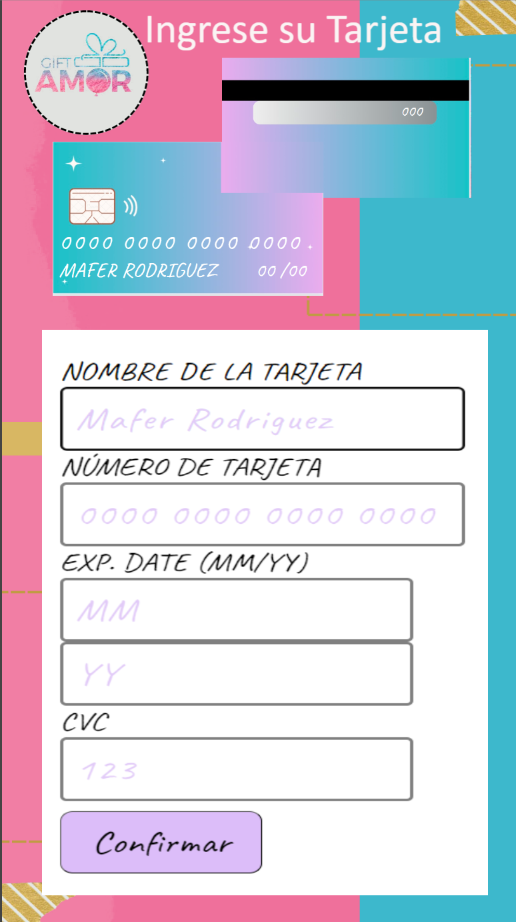 Ingrese su Tarjeta
GIFT
AMOR
000
0000 0000 0000 0000
MAFER RODRIGUEZ 00/00
NOMBRE DE LA TARJETA
Mafer Rodriguez
NÚMERO DE TARJETA
0000 0000 0000 0000
EXP. DATE (MM/YY)
MM
YY
CVC
123
Confirmar